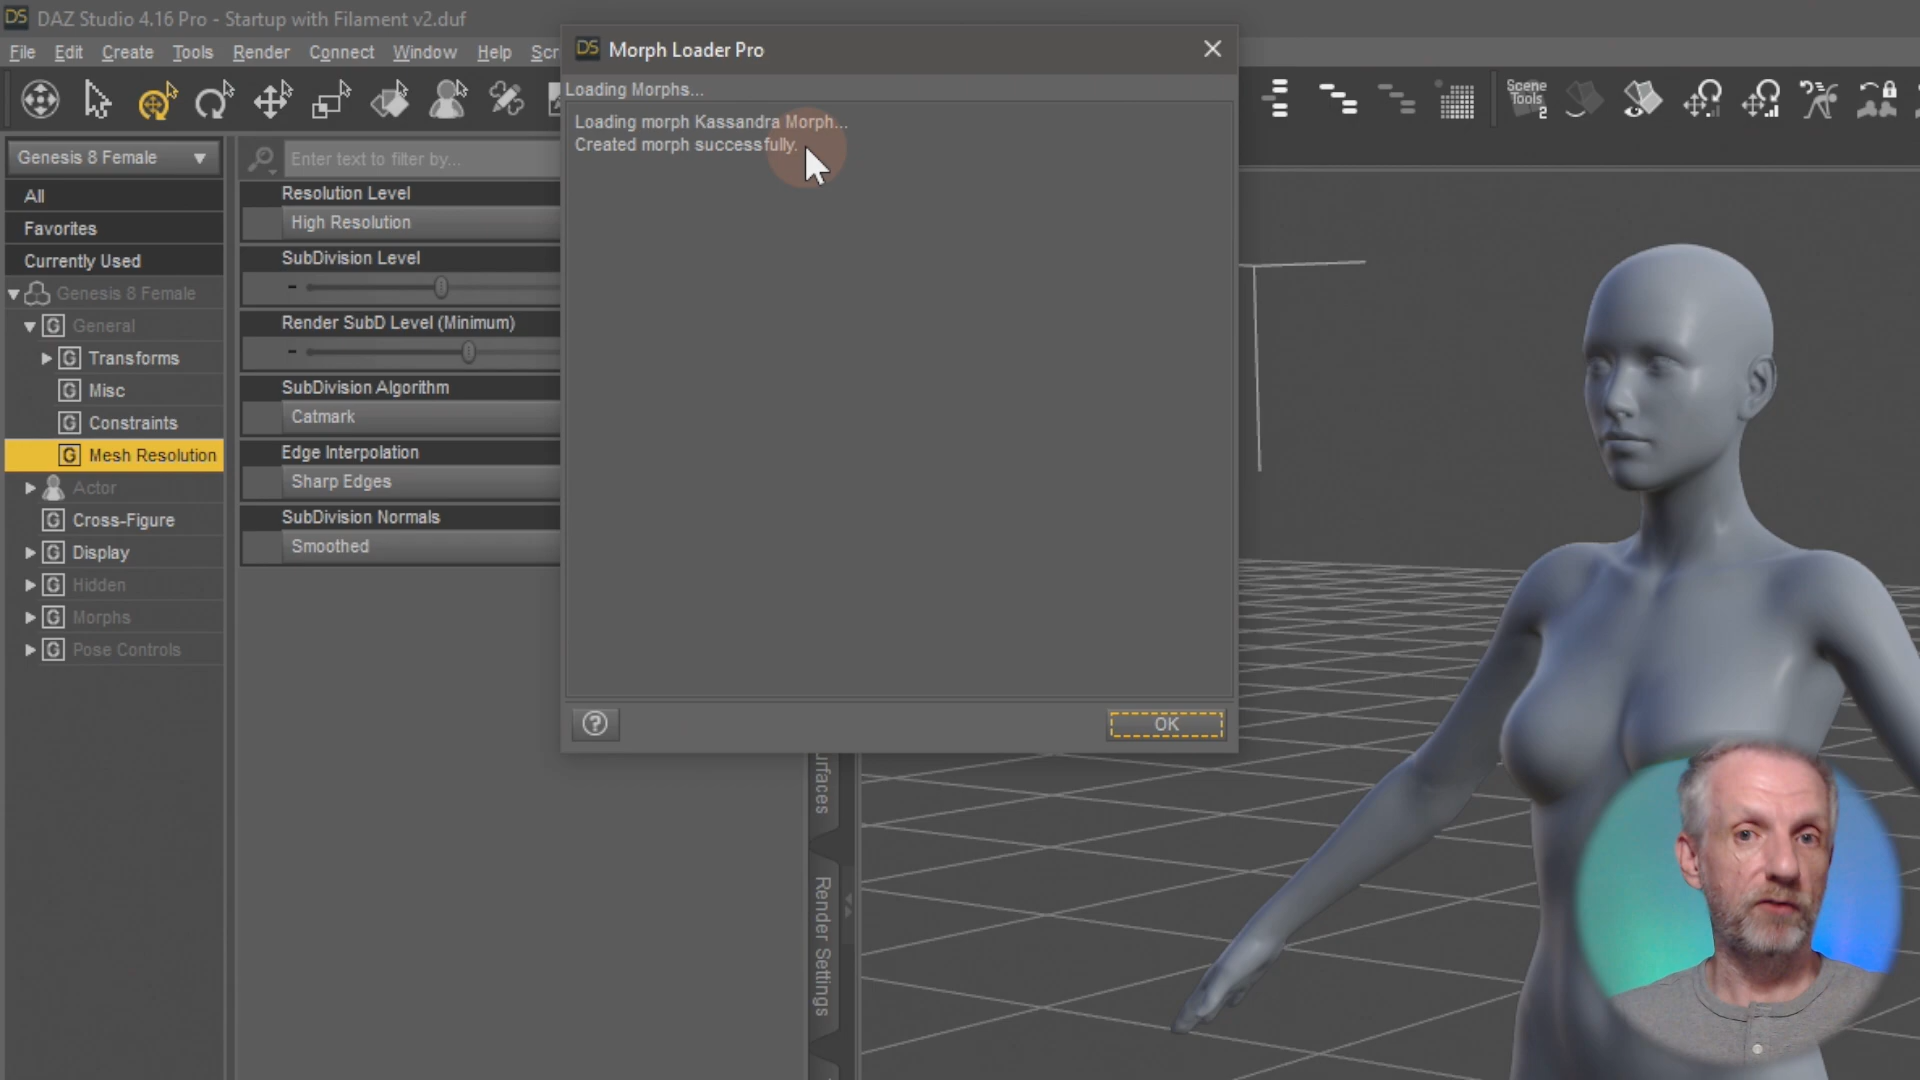 DS DAZ Studio 4.16 Pro - Startup with Filament v2.duf
File Edit Create Tools Render Connect Window Help Scr
DS Morph Loader Pro
Loading Morphs...
Loading morph Kassandra Morph...
Created morph successfully.
OK
Scene
Tools
2
Genesis 8 Female
All
Favorites
Currently Used
Genesis 8 Female
G General
G Transforms
G Misc
G Constraints
G Mesh Resolution
Actor
G Cross-Figure
G Display
G Hidden
G Morphs
G Pose Controls
Enter text to filter by...
Resolution Level
High Resolution
SubDivision Level
Render SubD Level (Minimum)
SubDivision Algorithm
Catmark
Edge Interpolation
Sharp Edges
SubDivision Normals
Smoothed
urfaces
Render Settings